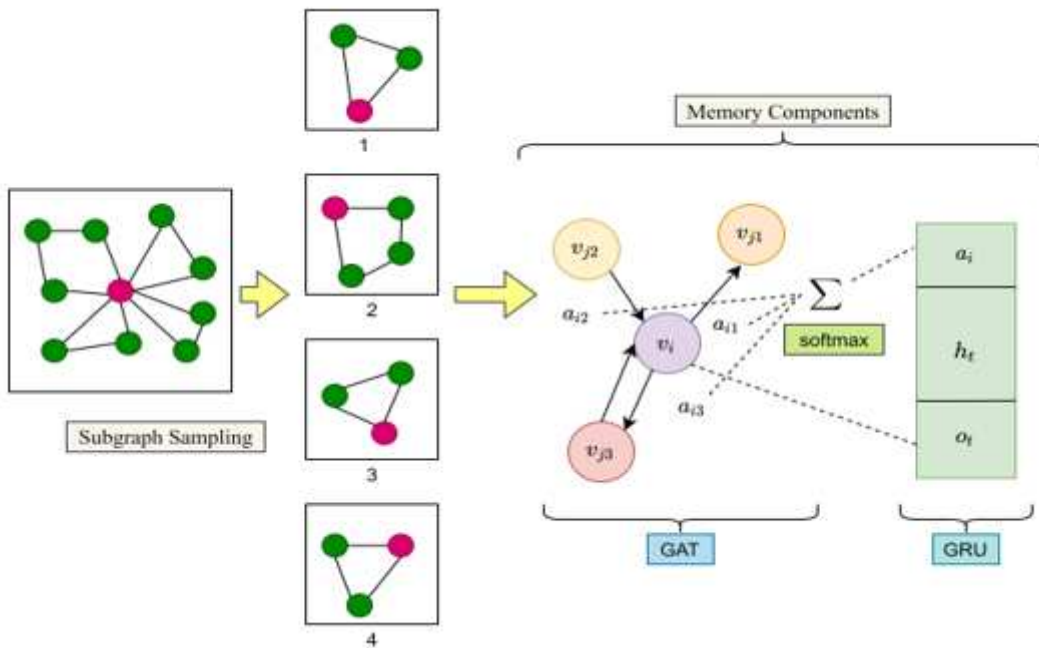 1
2
3
4
Subgraph Sampling
Memory Components
v_{j2}
v_{j1}
a_{i2}
a_{i1}
v_i
a_{i3}
v_{j3}
∑
softmax
a_i
h_t
o_t
GAT
GRU